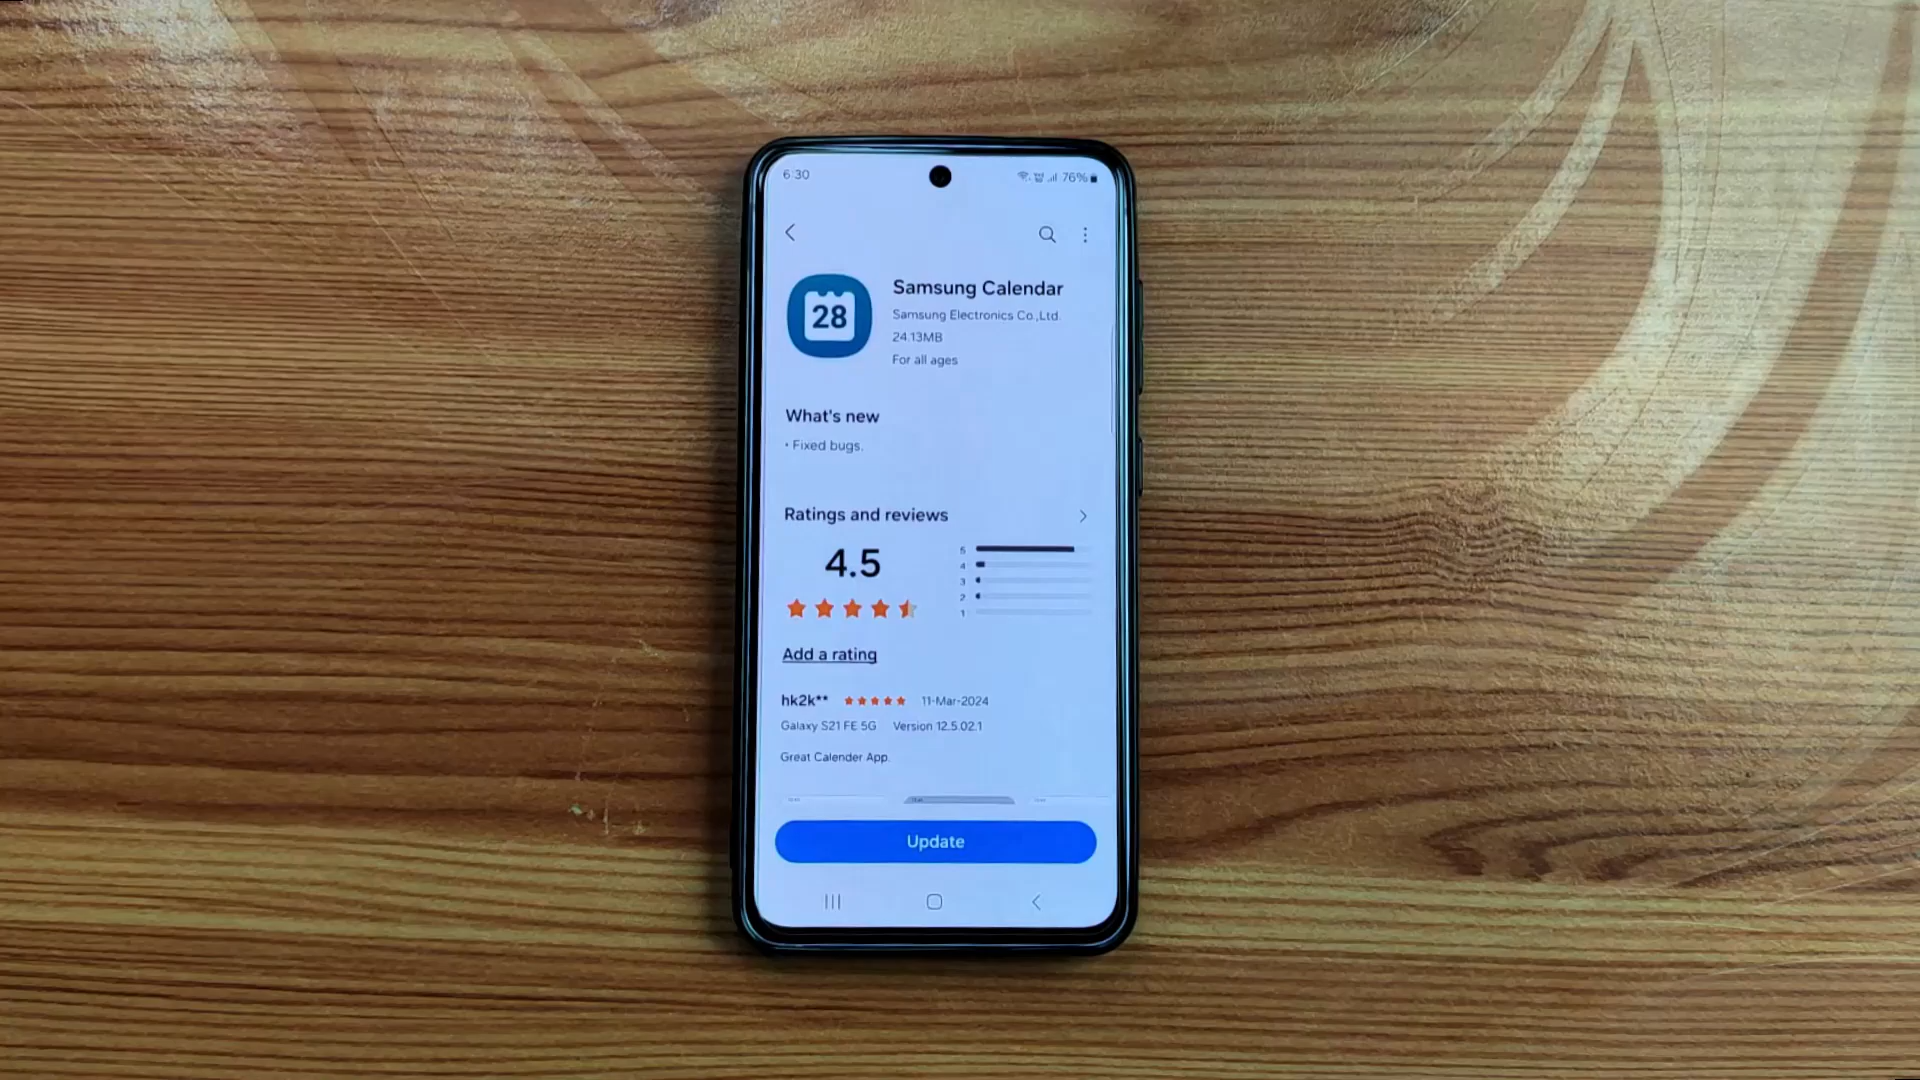 6:30
76%
Samsung Calendar
Samsung Electronics Co.,Ltd.
28
24.13MB
For all ages
What's new
• Fixed bugs.
Ratings and reviews
4.5
5
4
3
2
1
Add a rating
hk2k** 11-Mar-2024
Galaxy S21 FE 5G Version 12.5.02.1
Great Calender App.
Update